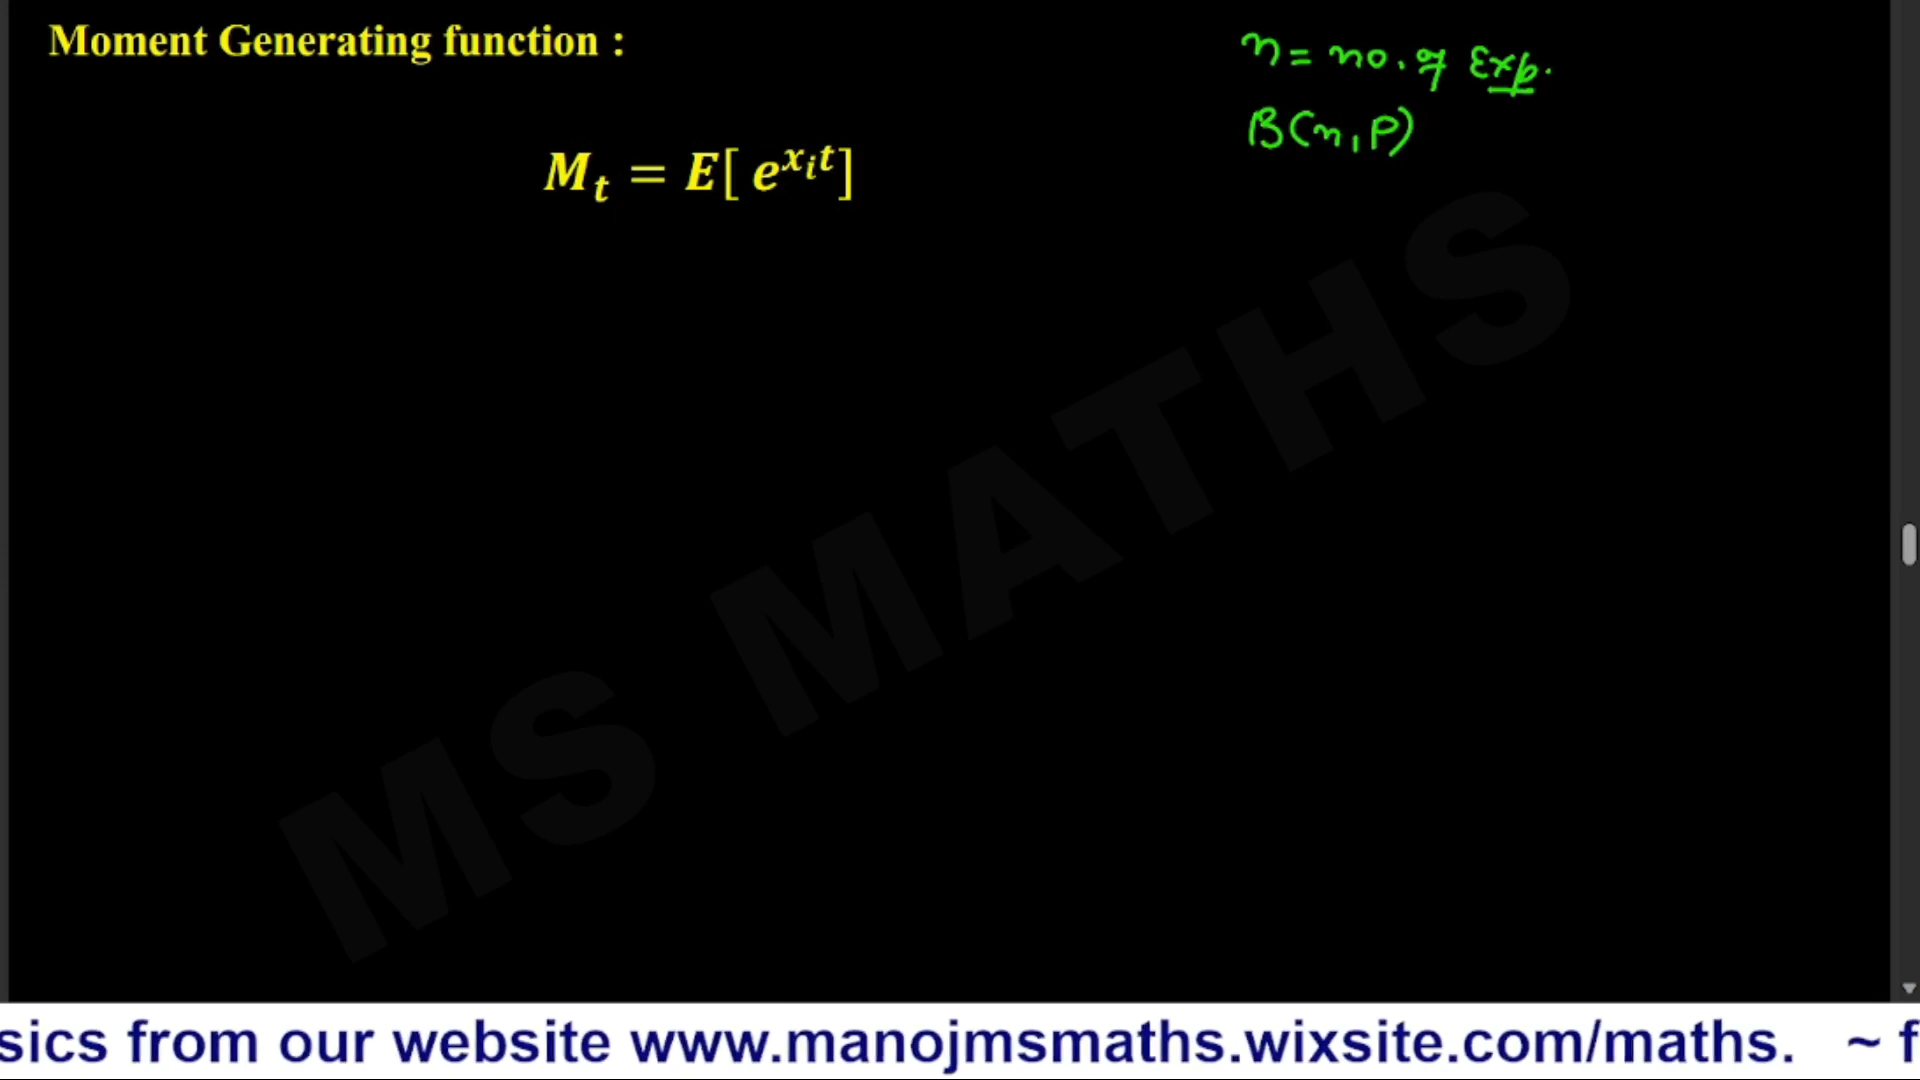 Moment Generating function :
n = no. of Exp.
B(n, P)
M_t = E[ e^{x_i t}]
MS MATHS
sics from our website www.manojmsmaths.wixsite.com/maths. ~ f